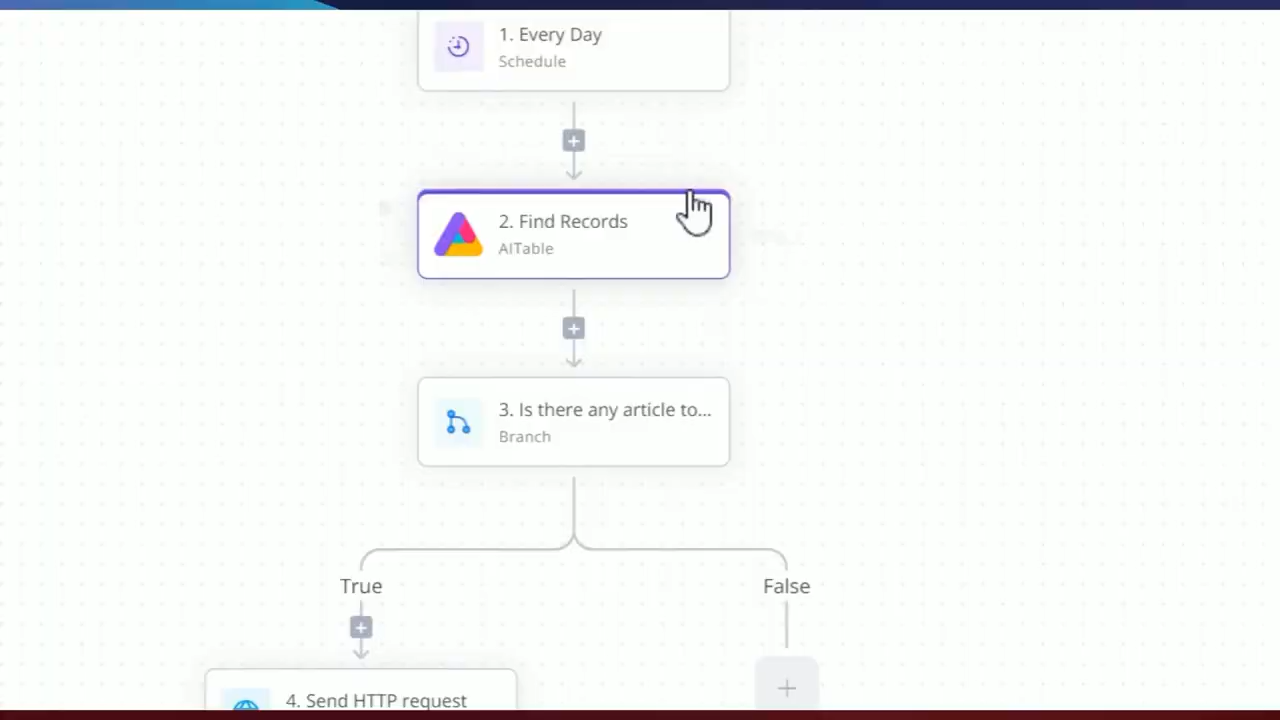 1. Every Day
Schedule
2. Find Records
AITable
3. Is there any article to...
Branch
True
False
4. Send HTTP request